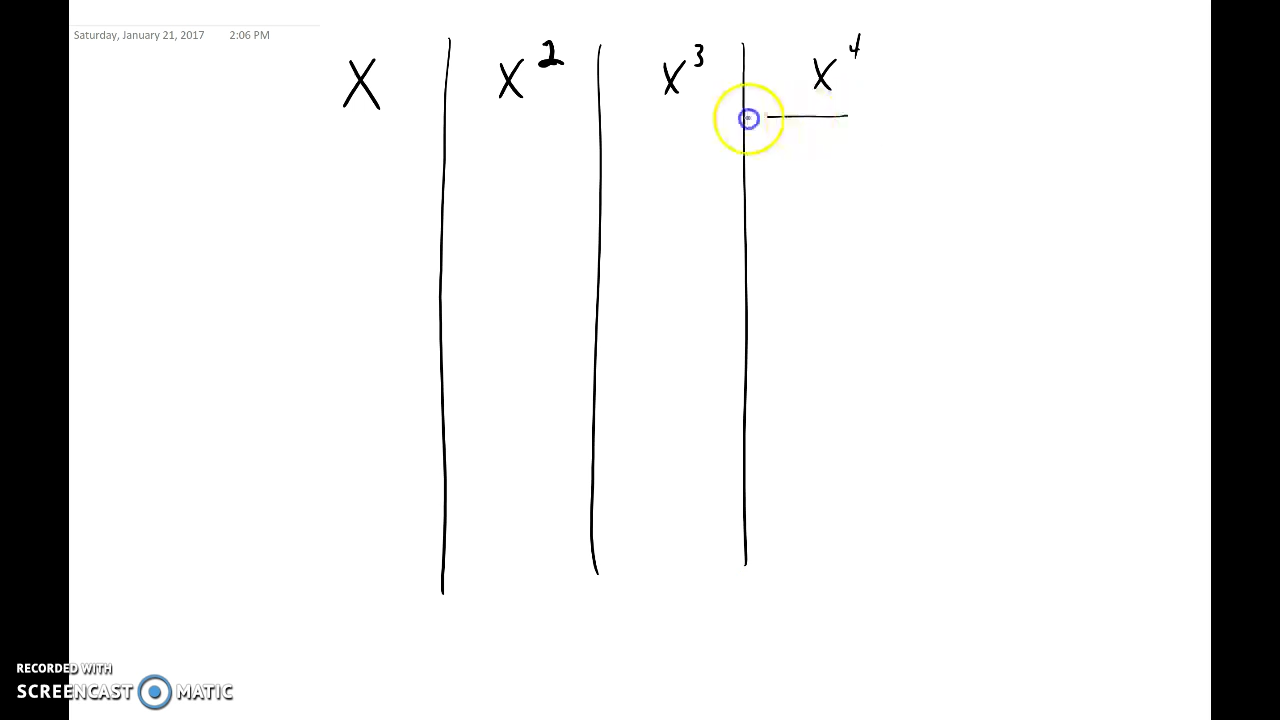 Saturday, January 21, 2017 2:06 PM
X X² X³ X⁴
RECORDED WITH
SCREENCAST MATIC